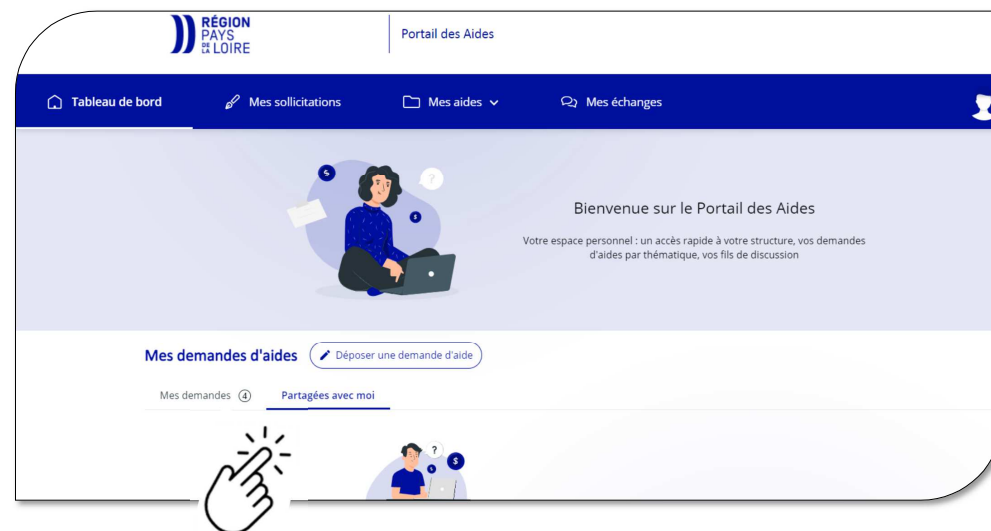 RÉGION
PAYS
DE LA LOIRE
Portail des Aides
Tableau de bord
Mes sollicitations
Mes aides
Mes échanges
?
$
$
Bienvenue sur le Portail des Aides
Votre espace personnel : un accès rapide à votre structure, vos demandes
d'aides par thématique, vos fils de discussion
Mes demandes d'aides
Déposer une demande d'aide
Mes demandes 4
Partagées avec moi
?
$